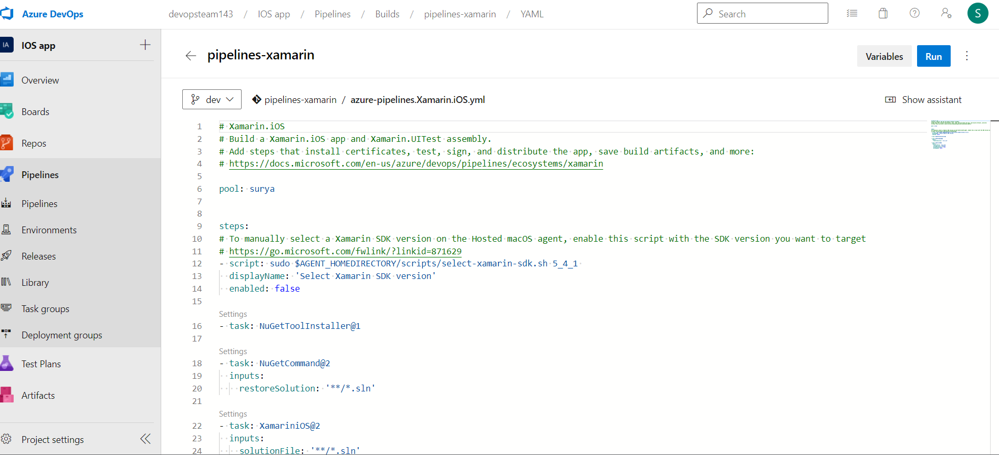 Azure DevOps
devopsteam143 / IOS app / Pipelines / Builds / pipelines-xamarin / YAML
Search
S
IA
IOS app
Overview
Boards
Repos
Pipelines
Pipelines
Environments
Releases
Library
Task groups
Deployment groups
Test Plans
Artifacts
Project settings
pipelines-xamarin
Variables
Run
dev
pipelines-xamarin / azure-pipelines.Xamarin.iOS.yml
Show assistant
1 # Xamarin.iOS
2 # Build a Xamarin.iOS app and Xamarin.UITest assembly.
3 # Add steps that install certificates, test, sign, and distribute the app, save build artifacts, and more:
4 # https://docs.microsoft.com/en-us/azure/devops/pipelines/ecosystems/xamarin
5
6 pool: surya
7
8
9 steps:
10 # To manually select a Xamarin SDK version on the Hosted macOS agent, enable this script with the SDK version you want to target
11 # https://go.microsoft.com/fwlink/?linkid=871629
12 - script: sudo $AGENT_HOMEDIRECTORY/scripts/select-xamarin-sdk.sh 5_4_1
13 displayName: 'Select Xamarin SDK version'
14 enabled: false
15
Settings
16 - task: NuGetToolInstaller@1
17
Settings
18 - task: NuGetCommand@2
19 inputs:
20 restoreSolution: '**/*.sln'
21
Settings
22 - task: XamariniOS@2
23 inputs:
24 solutionFile: '**/*.sln'